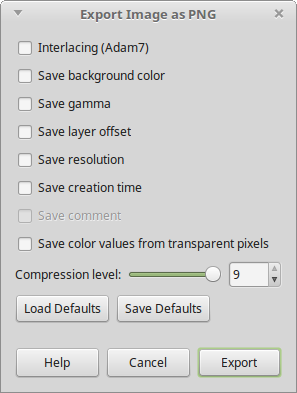 Export Image as PNG
Interlacing (Adam7)
Save background color
Save gamma
Save layer offset
Save resolution
Save creation time
Save comment
Save color values from transparent pixels
Compression level: 9
Load Defaults Save Defaults
Help Cancel Export